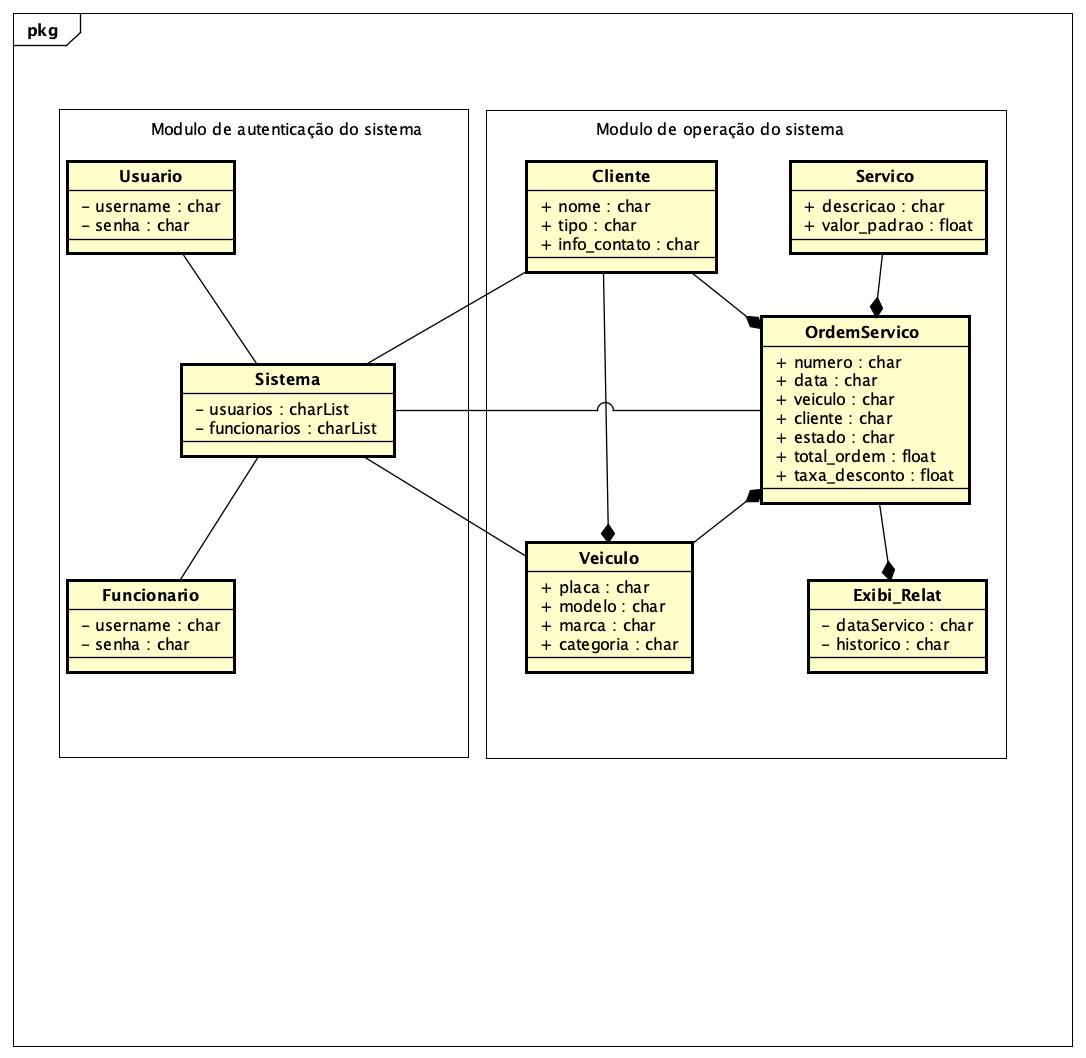 pkg
Modulo de autenticação do sistema
Usuario
– username : char
– senha : char
Sistema
– usuarios : charList
– funcionarios : charList
Funcionario
– username : char
– senha : char
Modulo de operação do sistema
Cliente
+ nome : char
+ tipo : char
+ info_contato : char
Servico
+ descricao : char
+ valor_padrao : float
OrdemServico
+ numero : char
+ data : char
+ veiculo : char
+ cliente : char
+ estado : char
+ total_ordem : float
+ taxa_desconto : float
Veiculo
+ placa : char
+ modelo : char
+ marca : char
+ categoria : char
Exibi_Relat
– dataServico : char
– historico : char